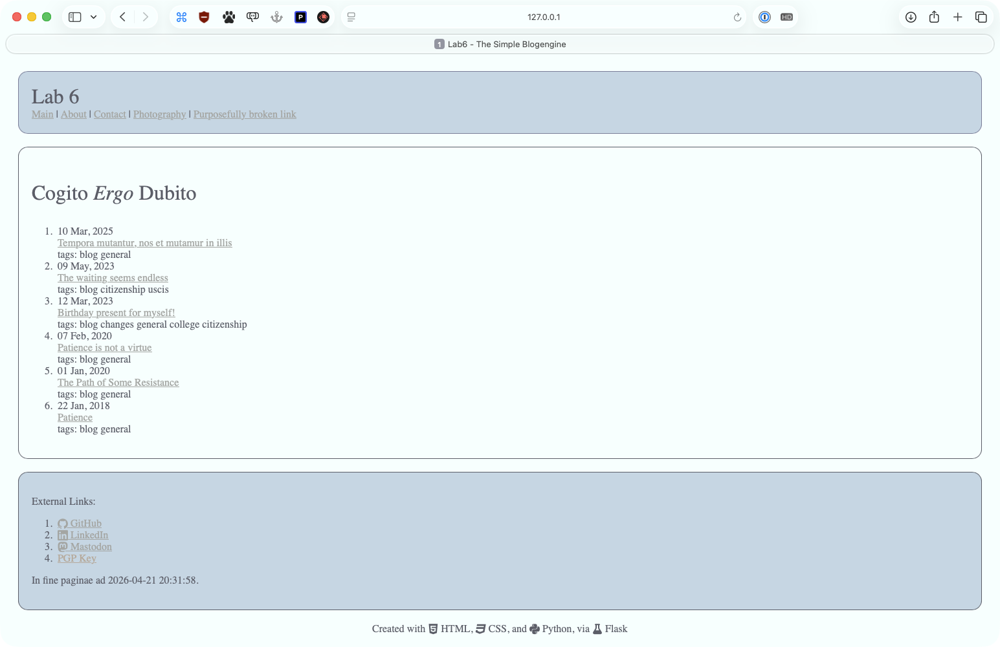 127.0.0.1
HD
1 Lab6 - The Simple Blogengine
Lab 6
Main | About | Contact | Photography | Purposefully broken link
Cogito Ergo Dubito
1. 10 Mar, 2025
Tempora mutantur, nos et mutamur in illis
tags: blog general
2. 09 May, 2023
The waiting seems endless
tags: blog citizenship uscis
3. 12 Mar, 2023
Birthday present for myself!
tags: blog changes general college citizenship
4. 07 Feb, 2020
Patience is not a virtue
tags: blog general
5. 01 Jan, 2020
The Path of Some Resistance
tags: blog general
6. 22 Jan, 2018
Patience
tags: blog general
External Links:
1. GitHub
2. LinkedIn
3. Mastodon
4. PGP Key
In fine paginae ad 2026-04-21 20:31:58.
Created with HTML, CSS, and Python, via Flask